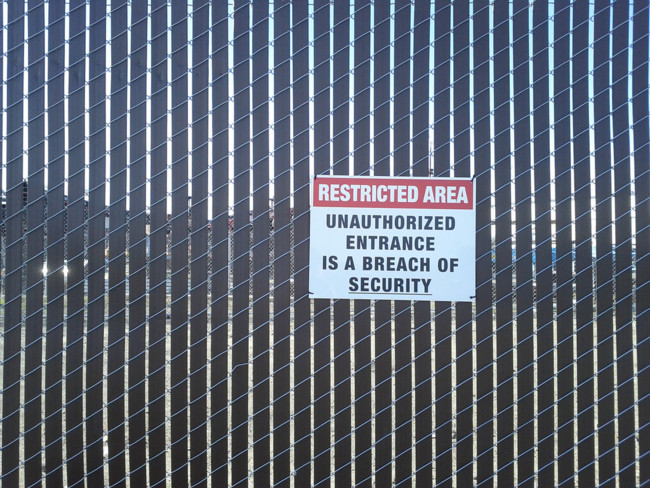 RESTRICTED AREA
UNAUTHORIZED
ENTRANCE
IS A BREACH OF
SECURITY